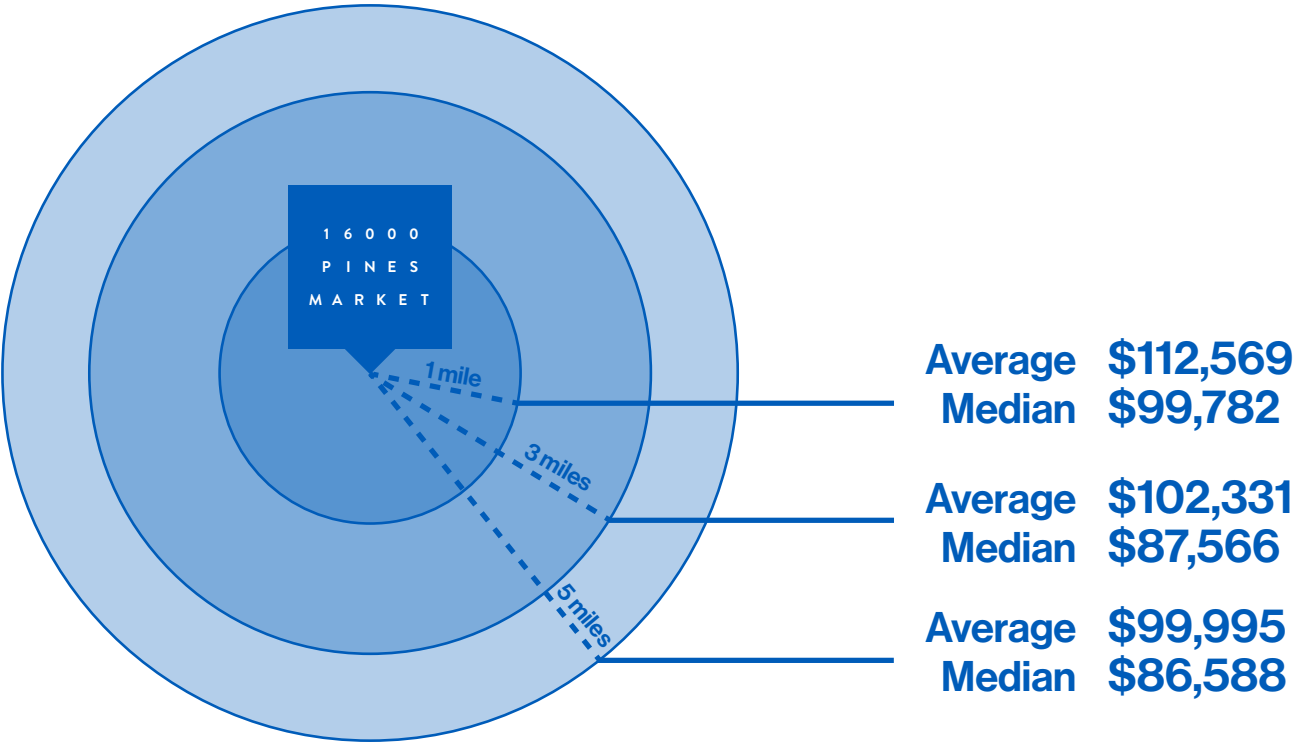 16000
PINES
MARKET
1 mile
3 miles
5 miles
Average $112,569
Median $99,782
Average $102,331
Median $87,566
Average $99,995
Median $86,588